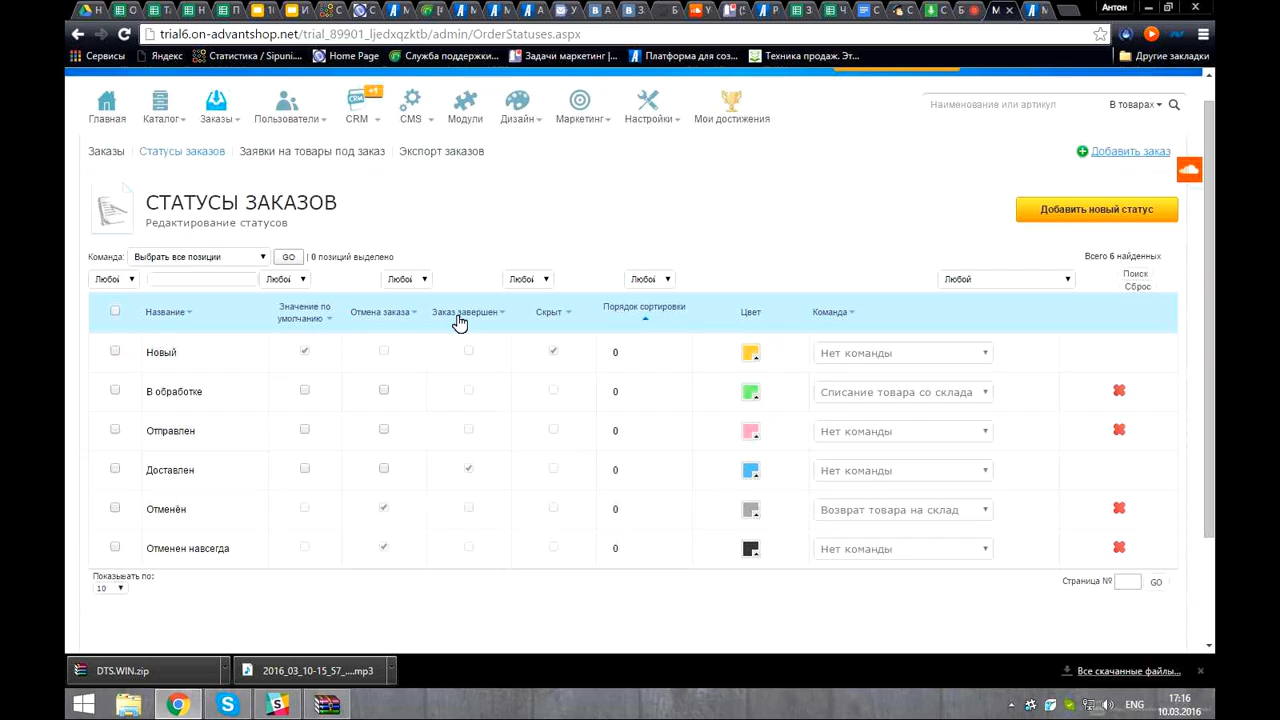 Антон
trial6.on-advantshop.net/trial_89901_ljedxqzktb/admin/OrderStatuses.aspx
Сервисы Яндекс Статистика / Sipuni... Home Page Служба поддержки... Задачи маркетинг |... Платформа для соз... Техника продаж. Эт... Другие закладки
+1
Главная Каталог Заказы Пользователи CRM CMS Модули Дизайн Маркетинг Настройки Мои достижения
Наименование или артикул В товарах
Заказы Статусы заказов Заявки на товары под заказ Экспорт заказов Добавить заказ
СТАТУСЫ ЗАКАЗОВ
Редактирование статусов
Добавить новый статус
Команда: Выбрать все позиции GO | 0 позиций выделено Всего 6 найденных
Любой Поиск
Сброс
Название Значение по умолчанию Отмена заказа Заказ завершен Скрыт Порядок сортировки Цвет Команда
Новый 0 Нет команды
В обработке 0 Списание товара со склада
Отправлен 0 Нет команды
Доставлен 0 Нет команды
Отменён 0 Возврат товара на склад
Отменен навсегда 0 Нет команды
Показывать по:
10
Страница № GO
DTS.WIN.zip 2016_03_10-15_57_....mp3 Все скачанные файлы...
ENG 17:16
10.03.2016